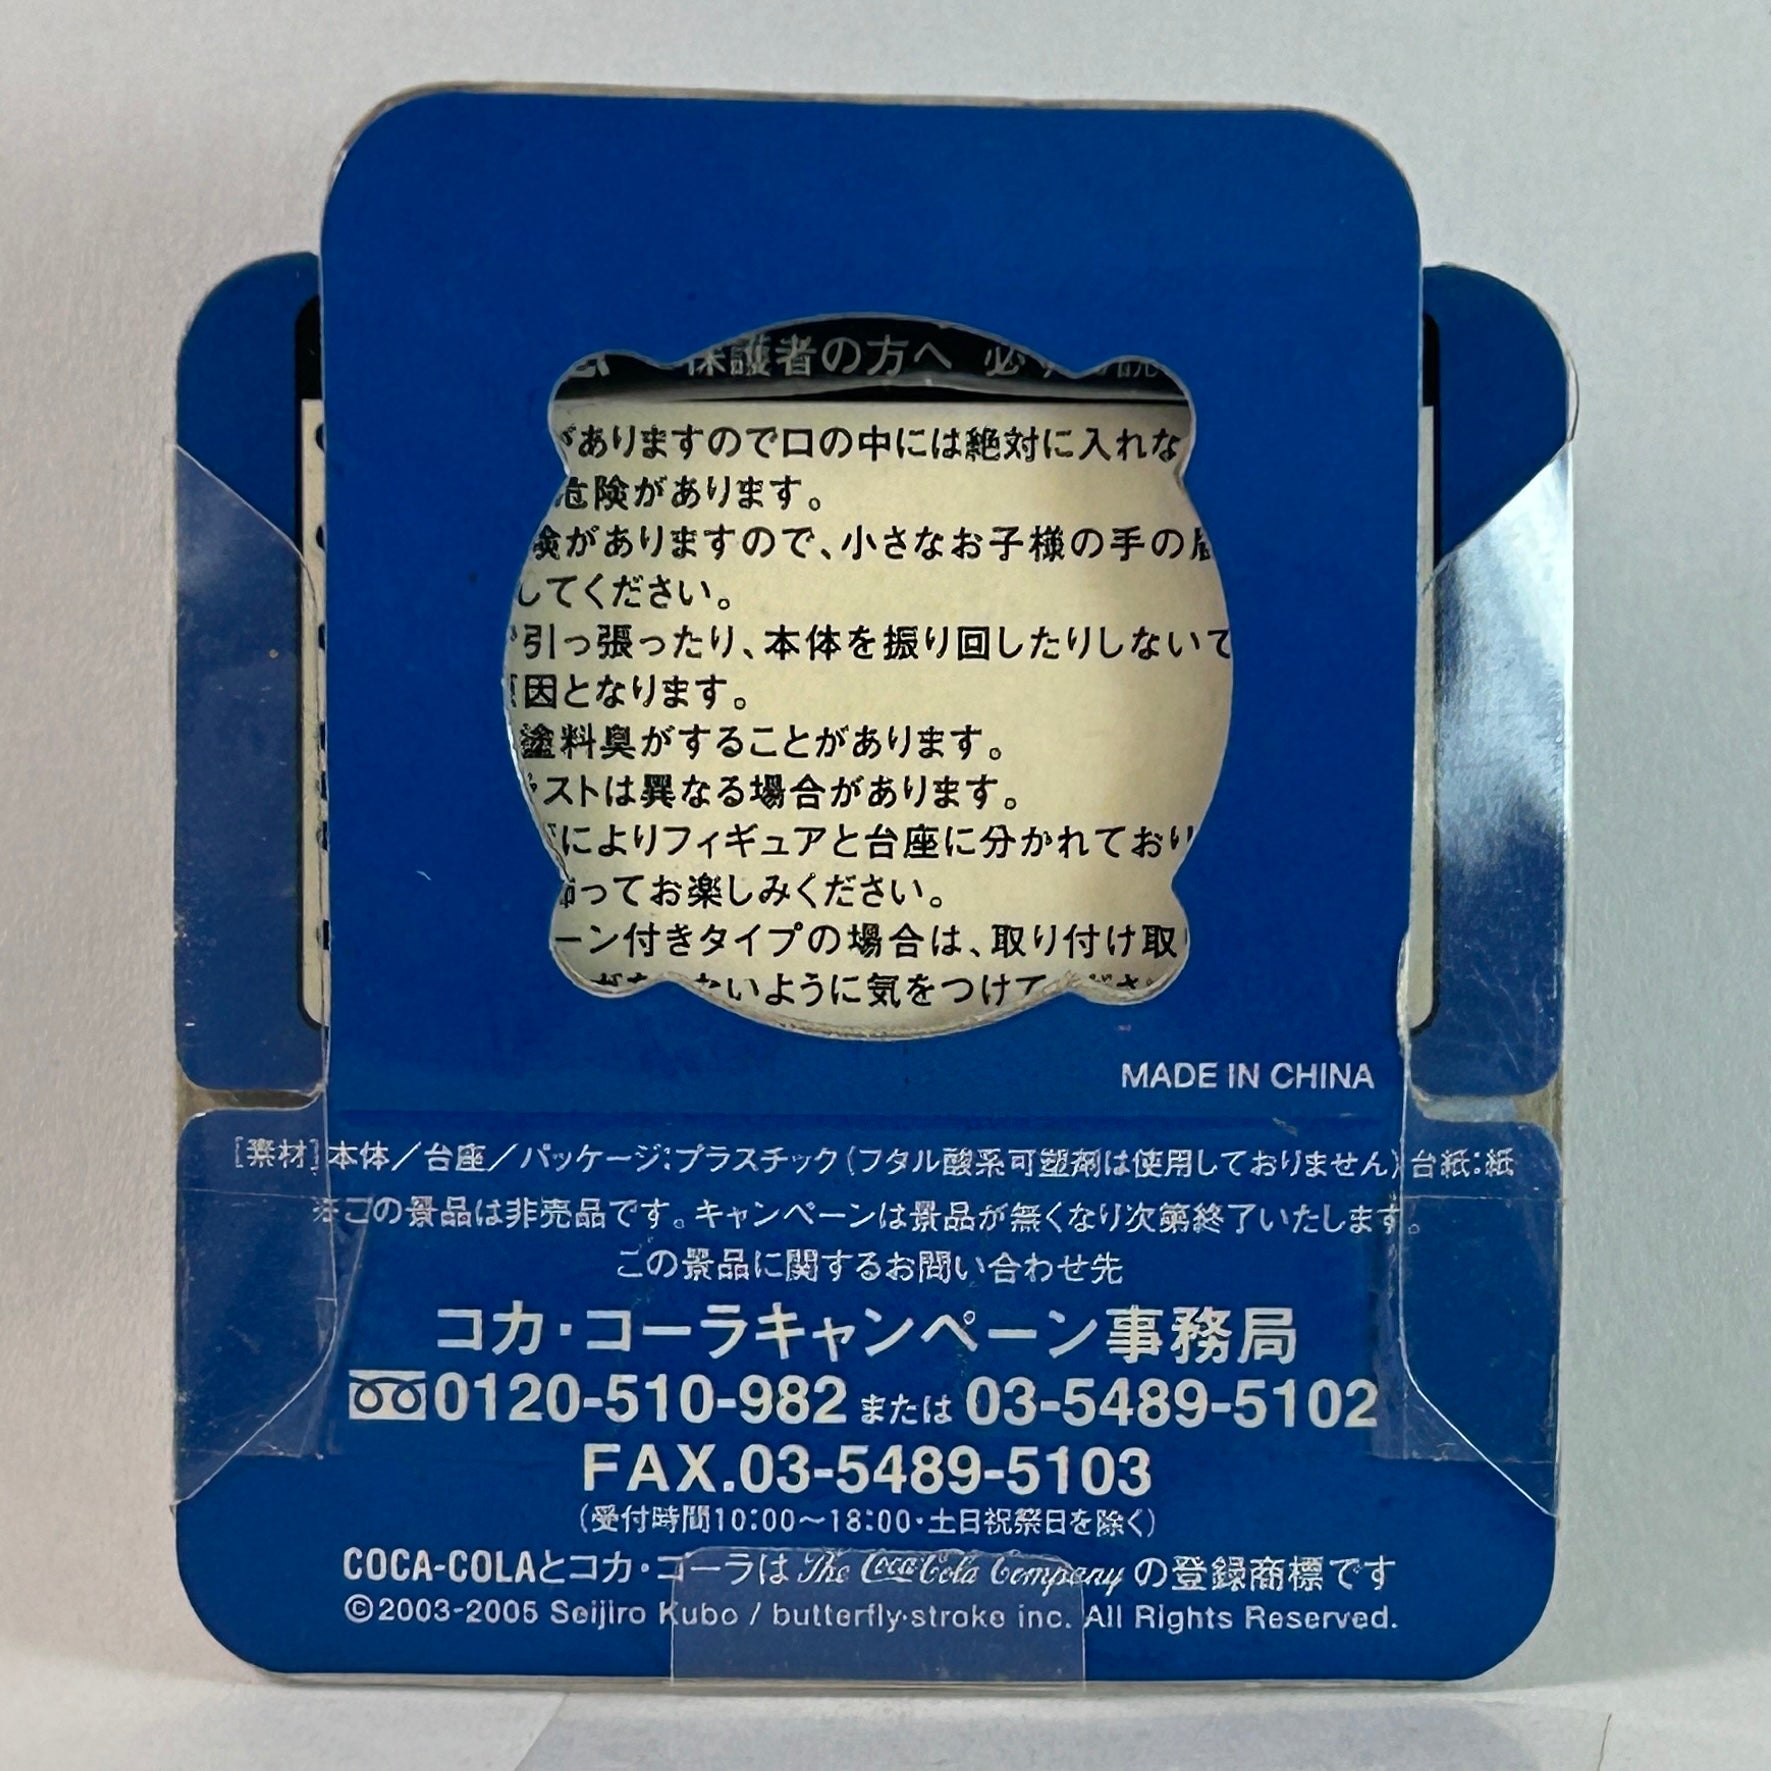 保護者の方へ 必
がありますので口の中には絶対に入れな
危険があります。
険がありますので、小さなお子様の手の届
してください。
引っ張ったり、本体を振り回したりしないで
因となります。
塗料臭がすることがあります。
ストは異なる場合があります。
によりフィギュアと台座に分かれており
飾ってお楽しみください。
ーン付きタイプの場合は、取り付け取り
ないように気をつけてくださ
MADE IN CHINA
[素材]本体/台座/パッケージ:プラスチック(フタル酸系可塑剤は使用しておりません)台紙:紙
※この景品は非売品です。キャンペーンは景品が無くなり次第終了いたします。
この景品に関するお問い合わせ先
コカ・コーラキャンペーン事務局
0120-510-982 または 03-5489-5102
FAX.03-5489-5103
(受付時間10:00〜18:00・土日祝祭日を除く)
COCA-COLAとコカ・コーラは The Coca-Cola Company の登録商標です
©2003-2005 Seijiro Kubo / butterfly・stroke inc. All Rights Reserved.